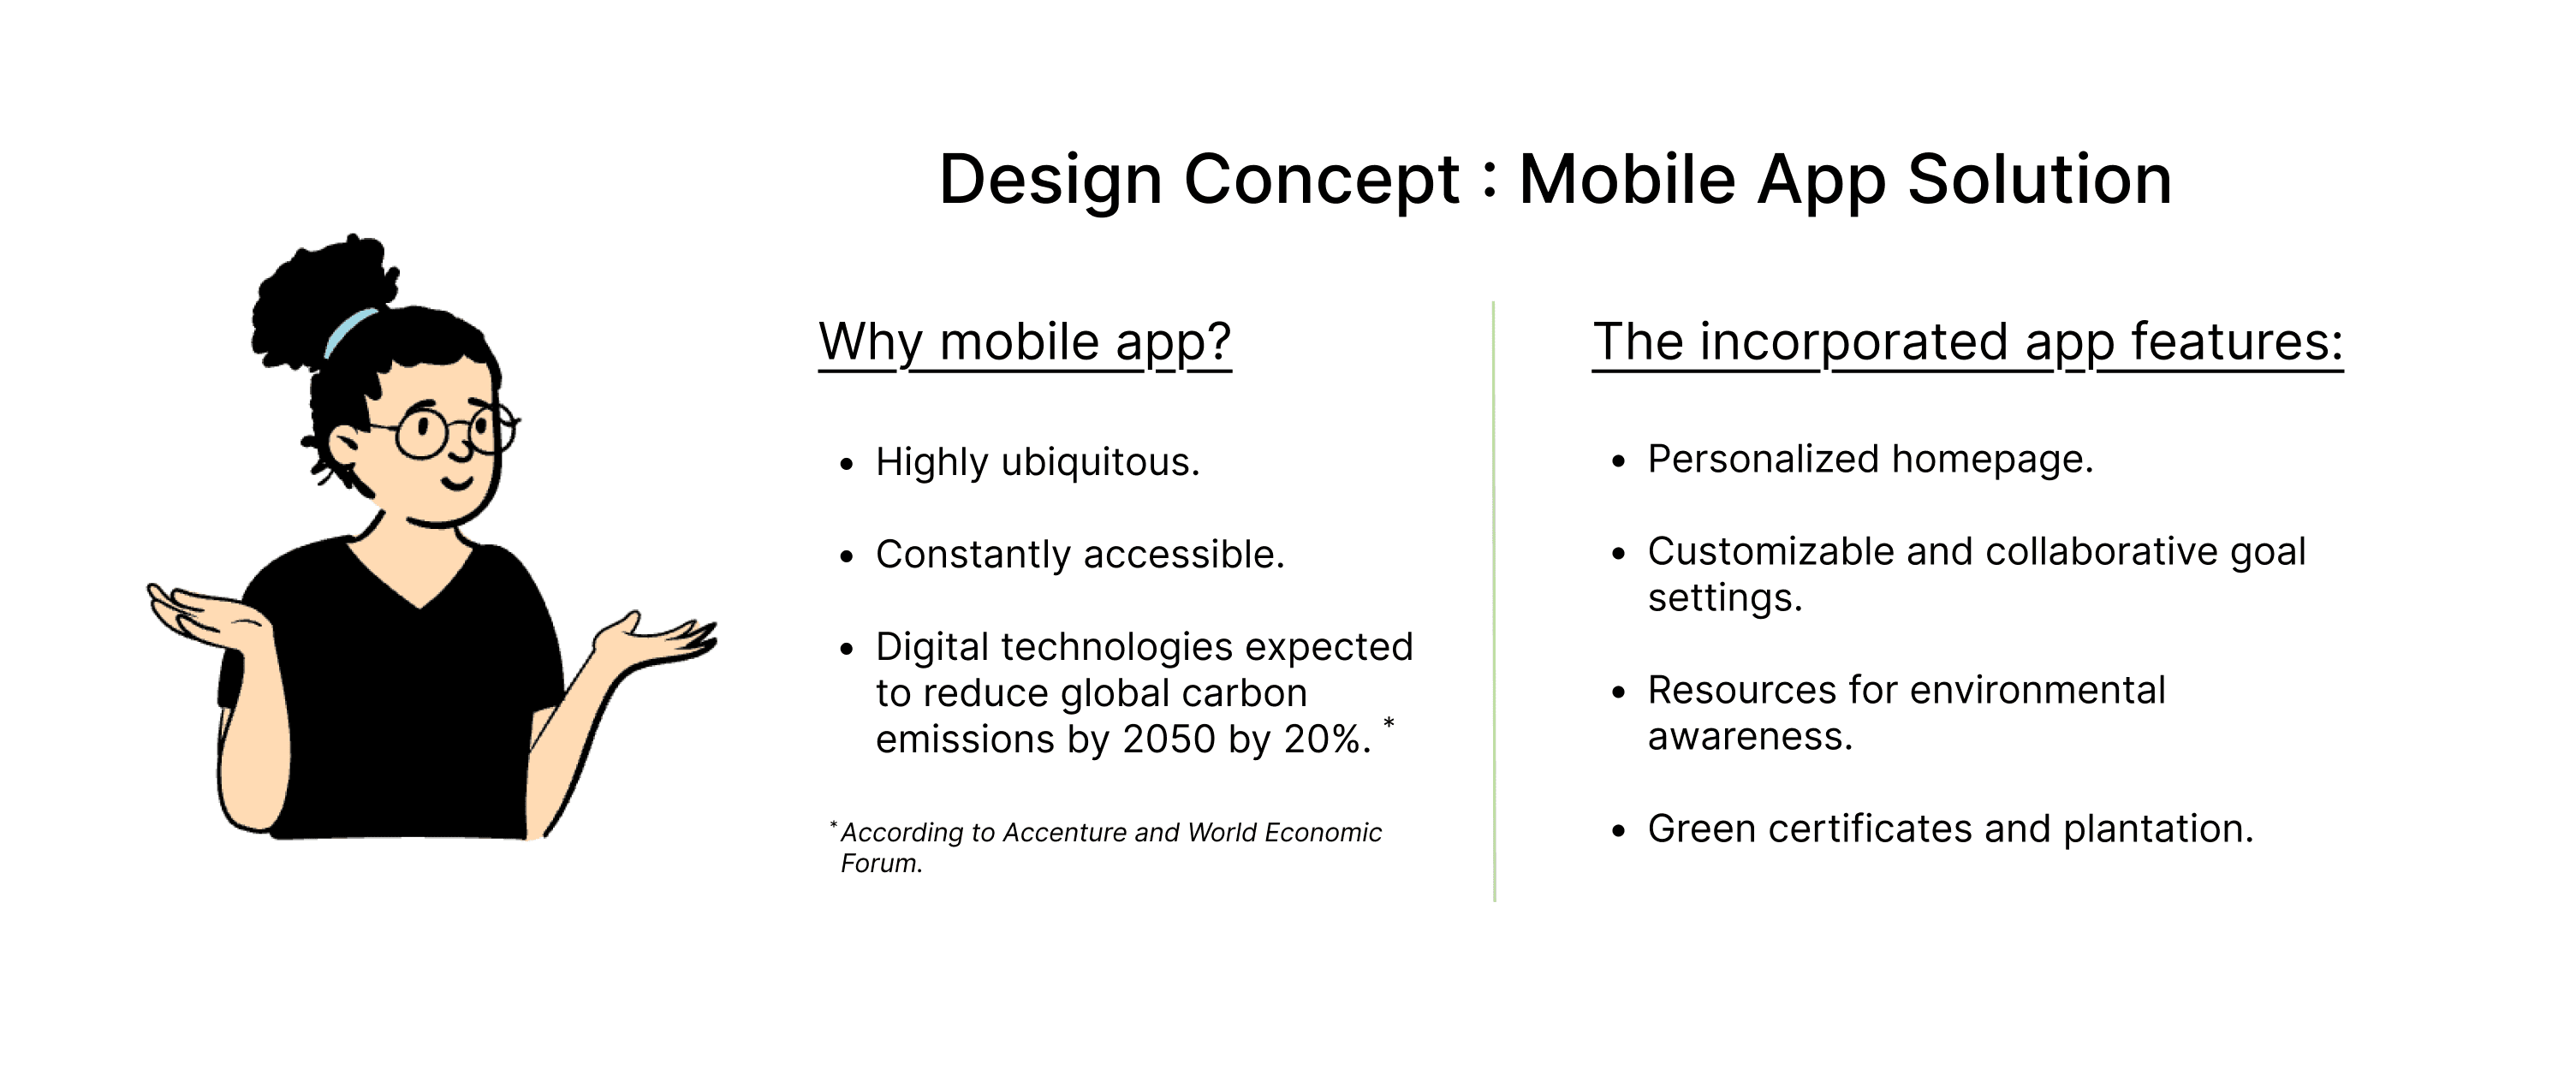 Design Concept : Mobile App Solution
Why mobile app?
• Highly ubiquitous.
• Constantly accessible.
• Digital technologies expected
to reduce global carbon
emissions by 2050 by 20%. *
*According to Accenture and World Economic
Forum.
The incorporated app features:
• Personalized homepage.
• Customizable and collaborative goal
settings.
• Resources for environmental
awareness.
• Green certificates and plantation.